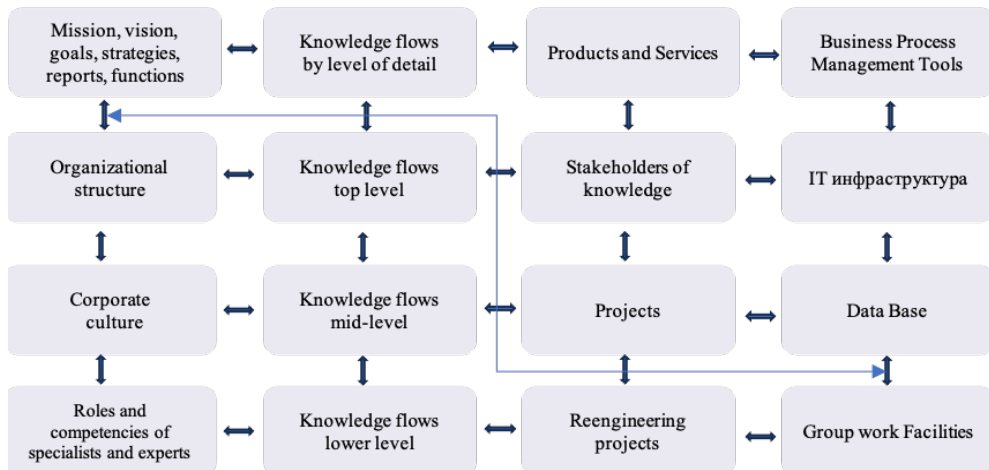 Mission, vision,
goals, strategies,
reports, functions
Knowledge flows
by level of detail
Products and Services
Business Process
Management Tools
Organizational
structure
Knowledge flows
top level
Stakeholders of
knowledge
IT инфраструктура
Corporate
culture
Knowledge flows
mid-level
Projects
Data Base
Roles and
competencies of
specialists and experts
Knowledge flows
lower level
Reengineering
projects
Group work Facilities